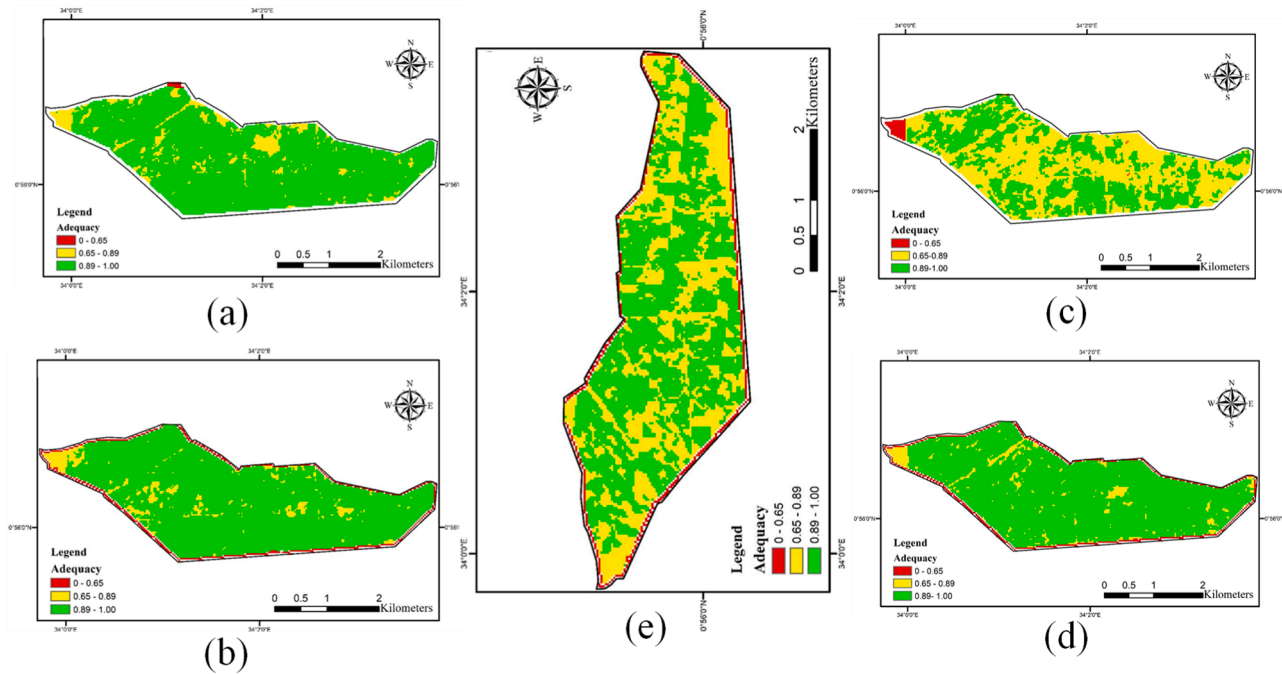 34°0'0"E 34°2'0"E
N
W E
S
0°56'0"N 0°56'
Legend
Adequacy
0 - 0.65
0.65 - 0.89
0.89 - 1.00
0 0.5 1 2
Kilometers
34°0'0"E 34°2'0"E
(a)
34°0'0"E 34°2'0"E
N
W E
S
0°56'0"N 0°56'
Legend
Adequacy
0 - 0.65
0.65 - 0.89
0.89 - 1.00
0 0.5 1 2
Kilometers
34°0'0"E 34°2'0"E
(b)
0°56'0"N
N
W E
S
34°2'0"E 34°2'0"E
34°0'0"E 34°0'0"E
Legend
Adequacy
0 - 0.65
0.65 - 0.89
0.89 - 1.00
0 0.5 1 2
Kilometers
0°56'0"N
(e)
34°0'0"E 34°2'0"E
N
W E
S
0°56'0"N 0°56'0"N
Legend
Adequacy
0 - 0.65
0.65-0.89
0.89-1.00
0 0.5 1 2
Kilometers
34°0'0"E 34°2'0"E
(c)
34°0'0"E 34°2'0"E
N
W E
S
0°56'0"N 0°56'0"N
Legend
Adequacy
0 - 0.65
0.65 - 0.89
0.89- 1.00
0 0.5 1 2
Kilometers
34°0'0"E 34°2'0"E
(d)